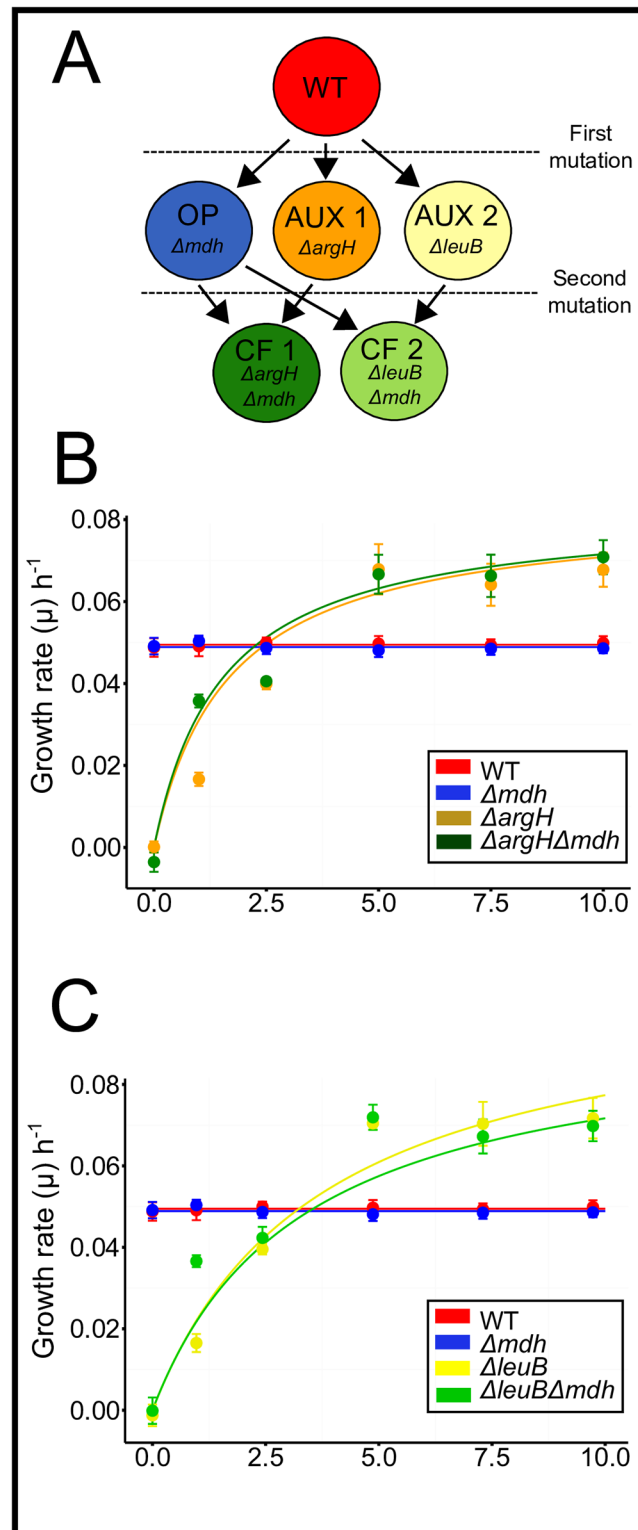 A
WT
First
mutation
OP
Δmdh
AUX 1
ΔargH
AUX 2
ΔleuB
Second
mutation
CF 1
ΔargH
Δmdh
CF 2
ΔleuB
Δmdh
B
Growth rate (µ) h⁻¹
0.08
0.06
0.04
0.02
0.00
0.0 2.5 5.0 7.5 10.0
WT
Δmdh
ΔargH
ΔargHΔmdh
C
Growth rate (µ) h⁻¹
0.08
0.06
0.04
0.02
0.00
0.0 2.5 5.0 7.5 10.0
WT
Δmdh
ΔleuB
ΔleuBΔmdh